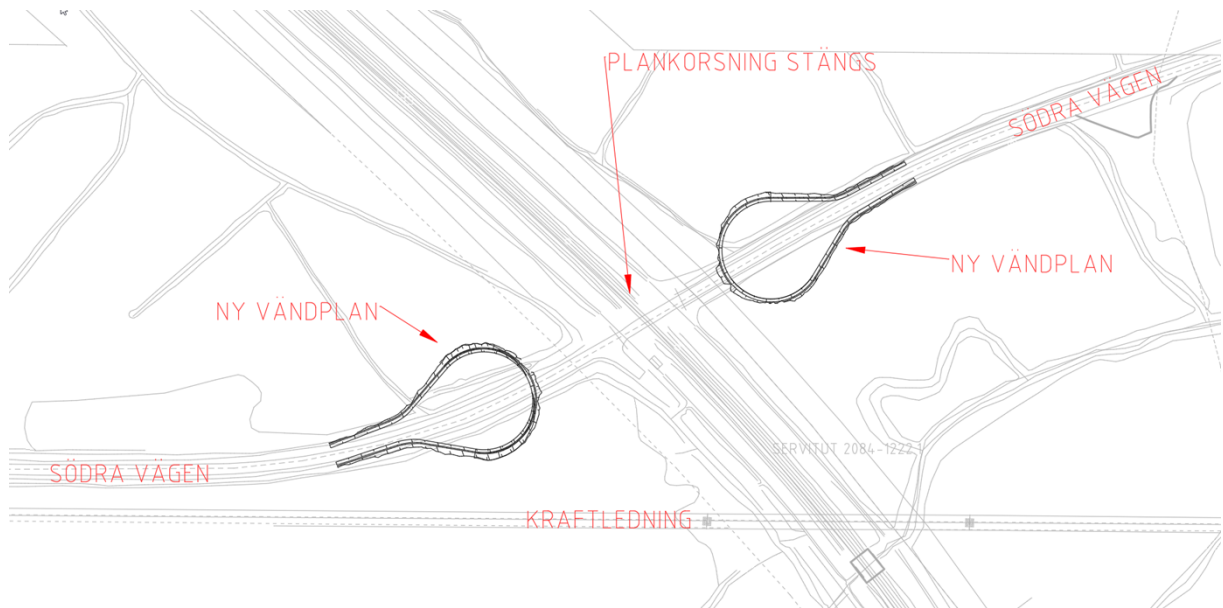 PLANKORSNING STÄNGS
SÖDRA VÄGEN
NY VÄNDPLAN
NY VÄNDPLAN
SERVITUT 2084-1222.1
SÖDRA VÄGEN
KRAFTLEDNING